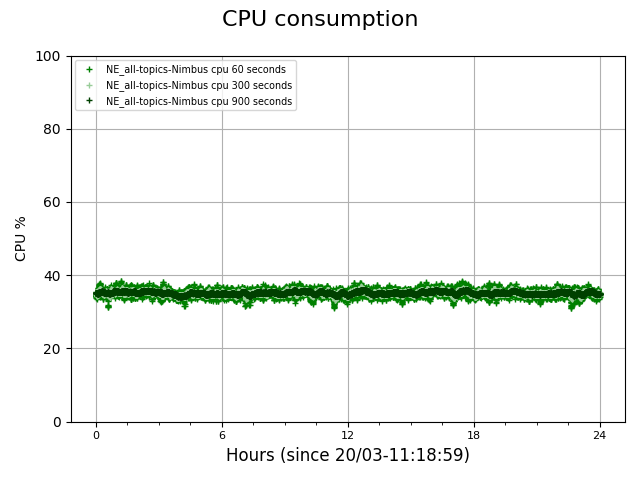 CPU consumption
100
80
60
40
20
0
CPU %
NE_all-topics-Nimbus cpu 60 seconds
NE_all-topics-Nimbus cpu 300 seconds
NE_all-topics-Nimbus cpu 900 seconds
0 6 12 18 24
Hours (since 20/03-11:18:59)